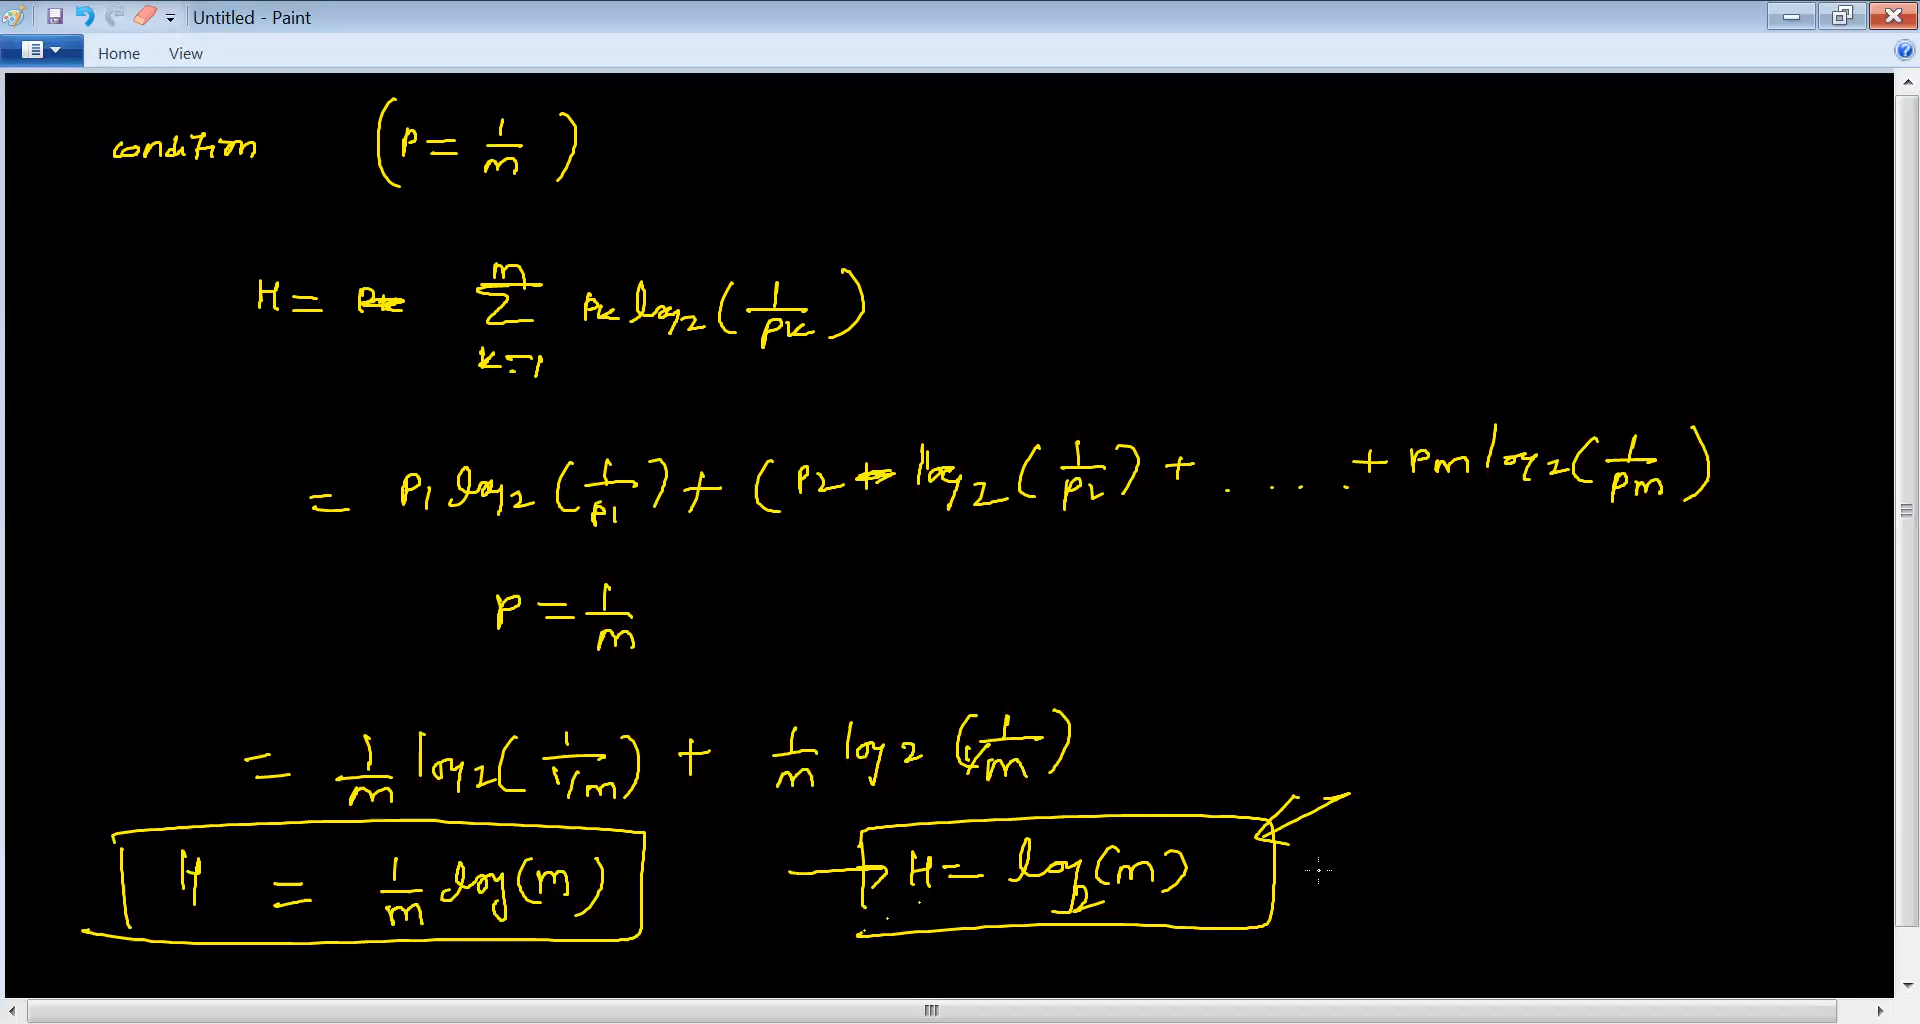 Untitled - Paint
Home View
condition (P = 1/m)
H = Pk Σ m k=1 Pk log2 (1/Pk)
= P1 log2 (1/P1) + (P2 log2 (1/P2) + . . . . + Pm log2 (1/Pm)
P = 1/m
= 1/m log2 (1/1/m) + 1/m log2 (1/1/m)
H = 1/m log(m) → H = log2 (m)